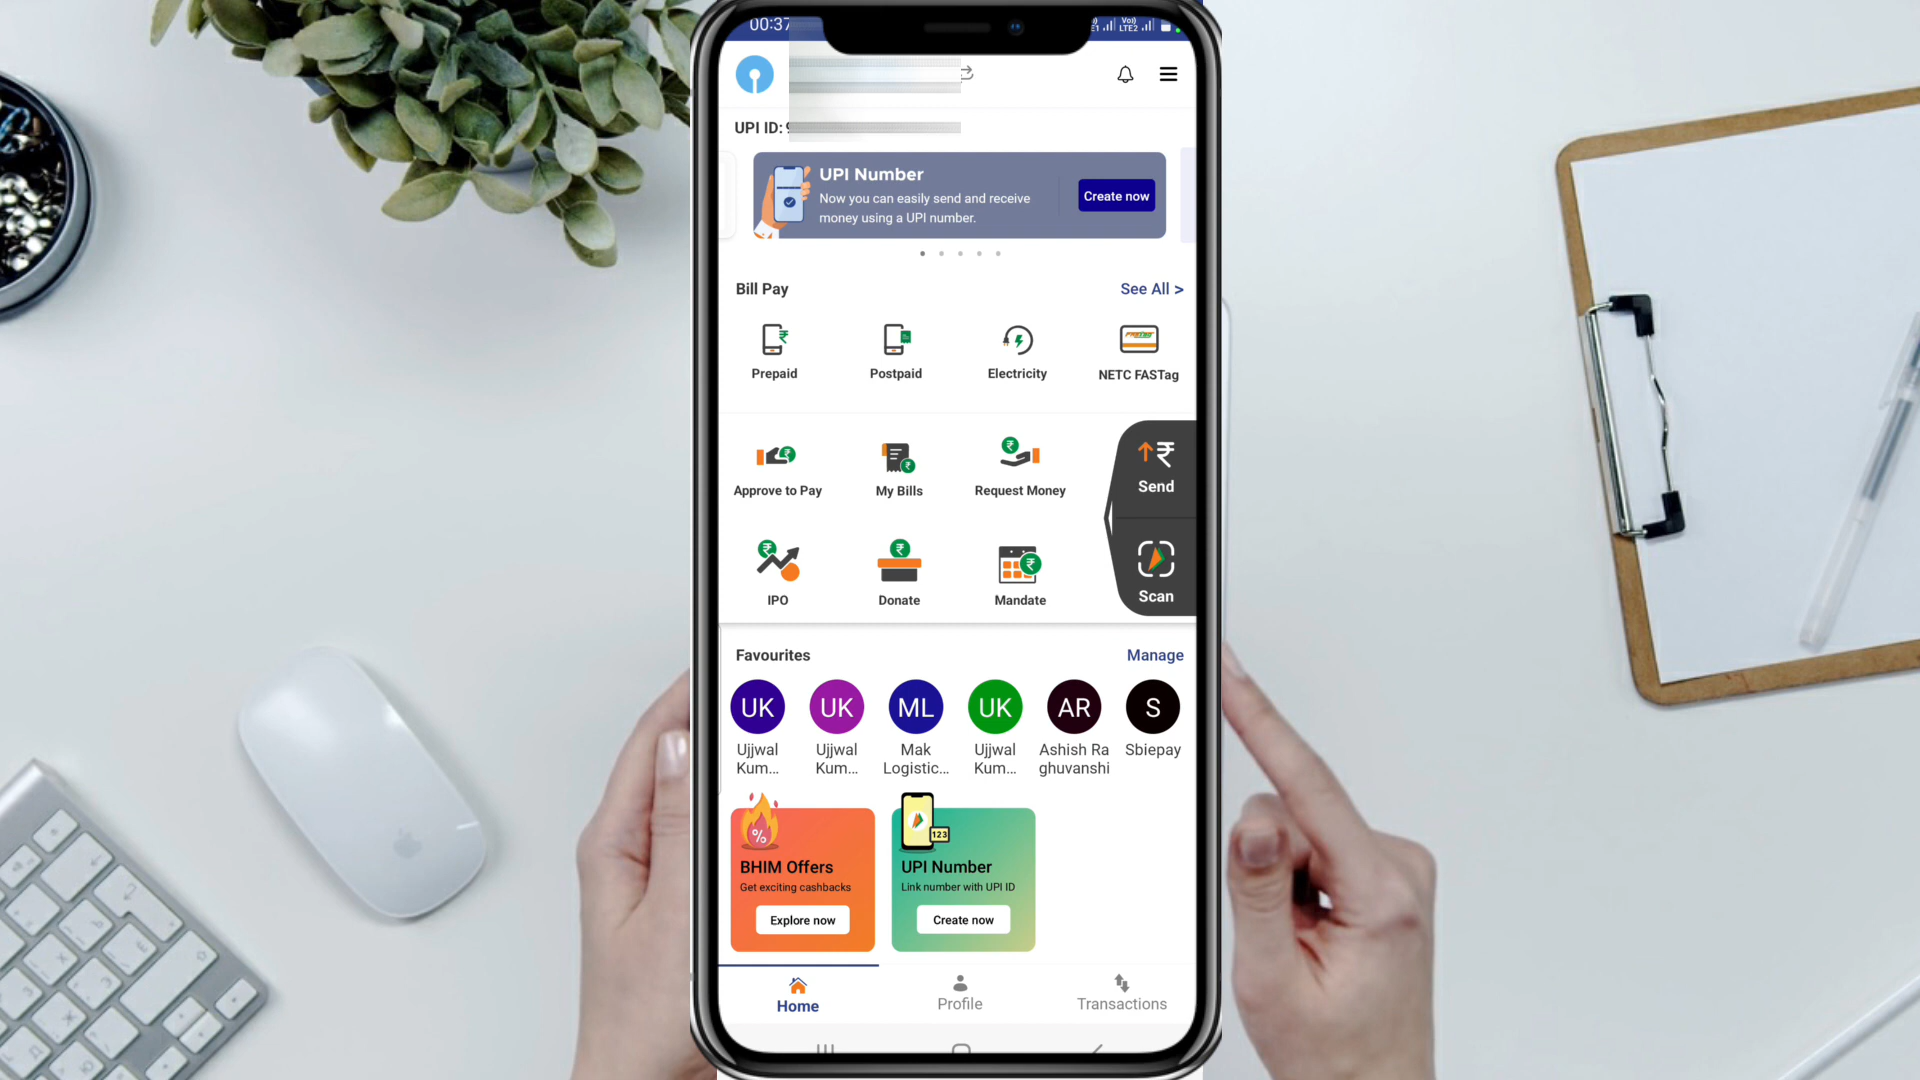 00:37
LTE2
UPI ID:
UPI Number
Now you can easily send and receive
money using a UPI number.
Create now
Bill Pay
See All >
Prepaid
Postpaid
Electricity
NETC FASTag
Approve to Pay
My Bills
Request Money
Send
IPO
Donate
Mandate
Scan
Favourites
Manage
UK
UK
ML
UK
AR
S
Ujjwal
Kum...
Ujjwal
Kum...
Mak
Logistic...
Ujjwal
Kum...
Ashish Ra
ghuvanshi
Sbiepay
%
BHIM Offers
Get exciting cashbacks
Explore now
123
UPI Number
Link number with UPI ID
Create now
Home
Profile
Transactions